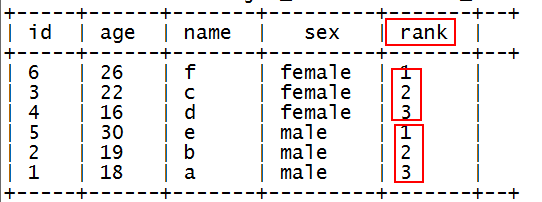 +-----+------+-------+---------+-------+--+
| id | age | name | sex | rank |
+-----+------+-------+---------+-------+--+
| 6 | 26 | f | female | 1 |
| 3 | 22 | c | female | 2 |
| 4 | 16 | d | female | 3 |
| 5 | 30 | e | male | 1 |
| 2 | 19 | b | male | 2 |
| 1 | 18 | a | male | 3 |
+-----+------+-------+---------+-------+--+